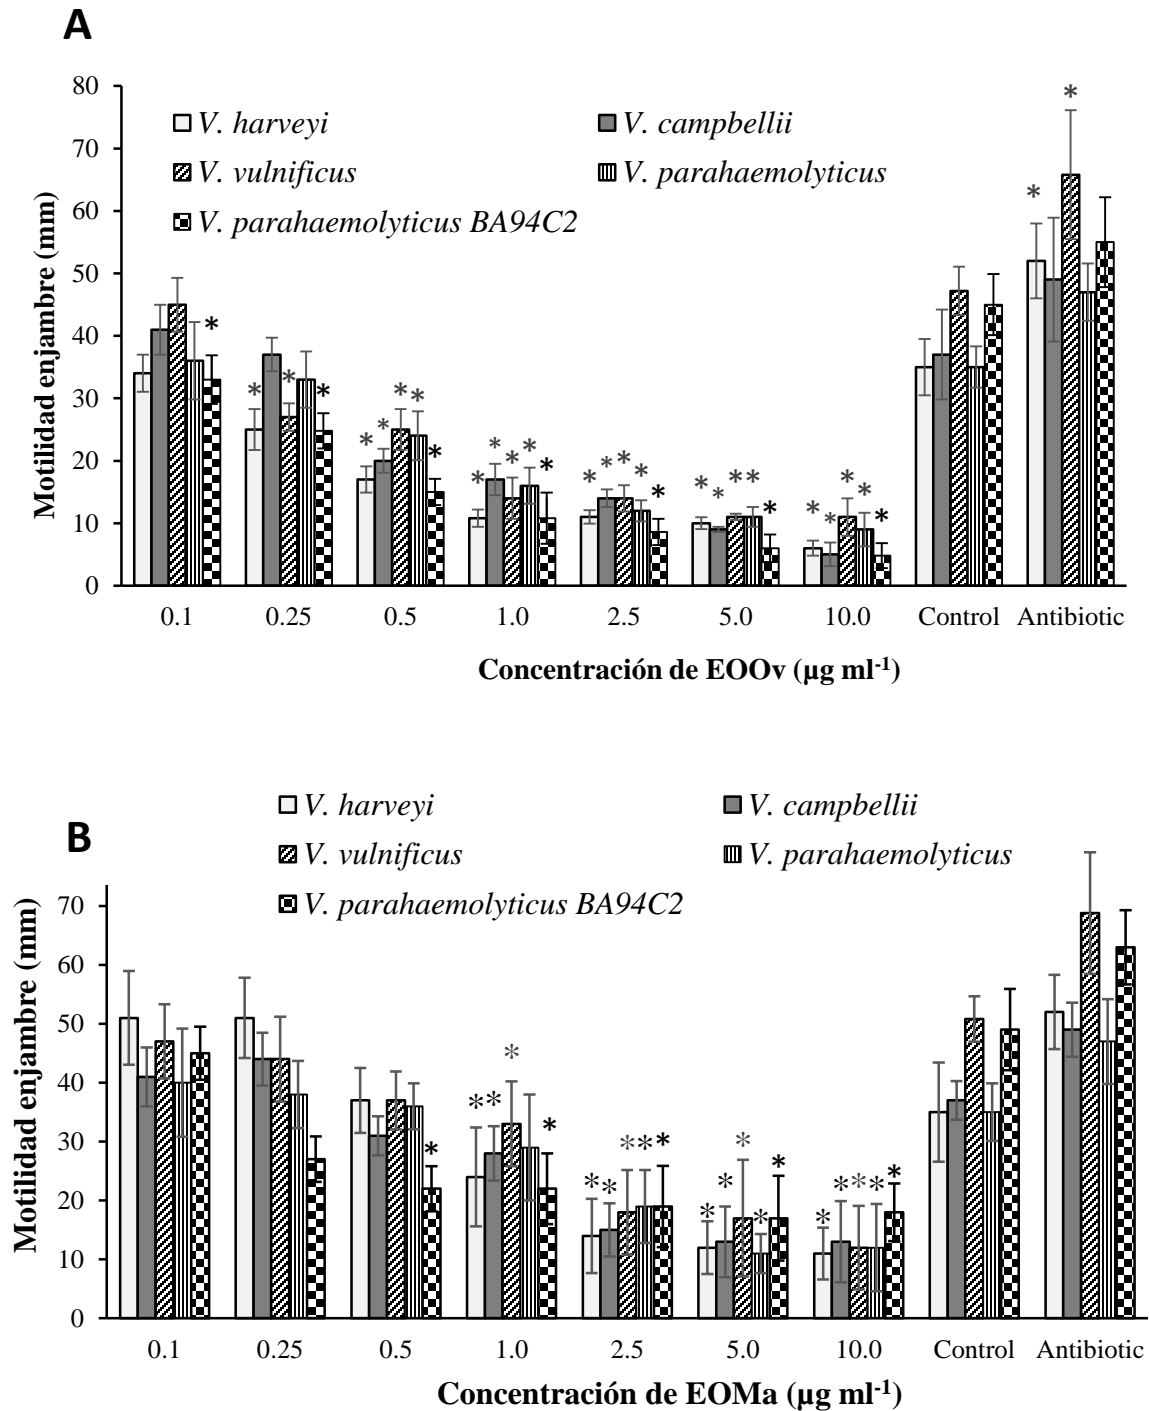 A
80
V. harveyi V. campbellii
70
V. vulnificus V. parahaemolyticus
60
V. parahaemolyticus BA94C2
50
40
30
20
10
0
Motilidad enjambre (mm)
* * * * * * * * * * * * * * * * * * * * * * * * * * * * * * *
0.1 0.25 0.5 1.0 2.5 5.0 10.0 Control Antibiotic
Concentración de EOOv (µg ml-1)
V. harveyi V. campbellii
B
V. vulnificus V. parahaemolyticus
V. parahaemolyticus BA94C2
70
60
50
40
30
20
10
0
Motilidad enjambre (mm)
* * * * * * * * * * * * * * * * * * * *
0.1 0.25 0.5 1.0 2.5 5.0 10.0 Control Antibiotic
Concentración de EOMa (µg ml-1)